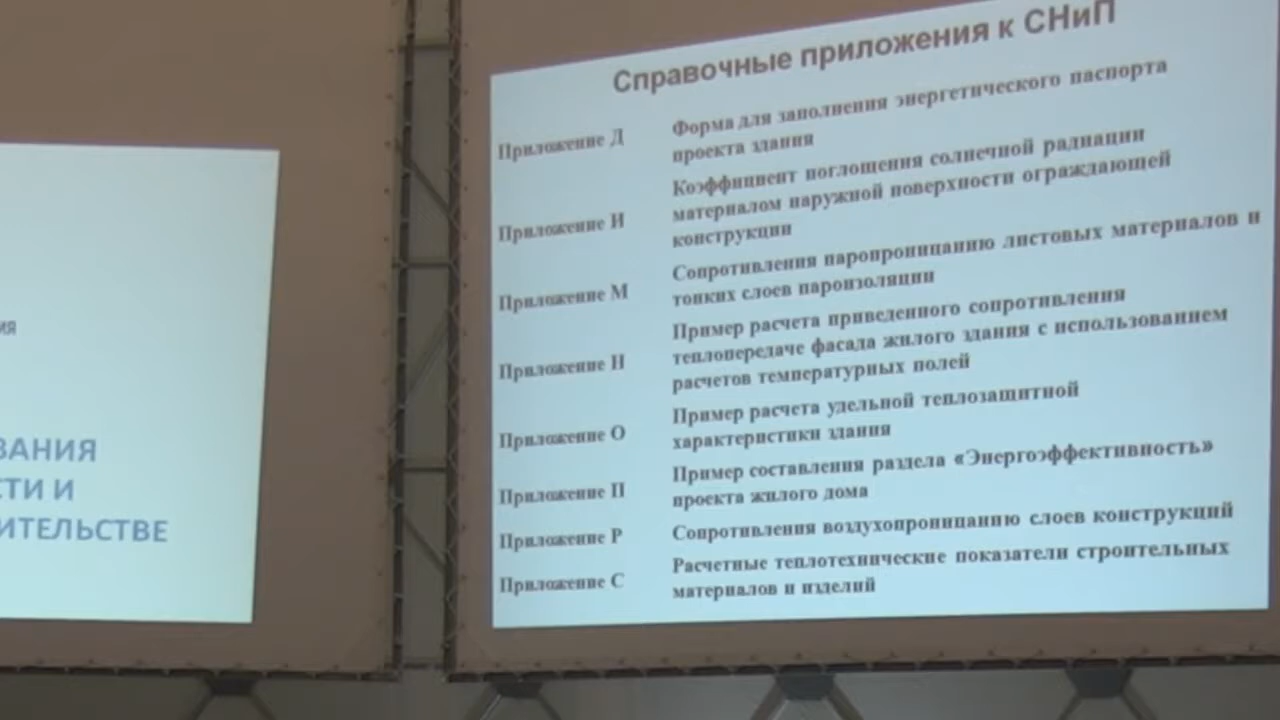 ия
ВАНИЯ
СТИ И
ИТЕЛЬСТВЕ
Справочные приложения к СНиП
Приложение Д
Форма для заполнения энергетического паспорта
проекта здания
Приложение И
Коэффициент поглощения солнечной радиации
материалом наружной поверхности ограждающей
конструкции
Приложение М
Сопротивления паропроницанию листовых материалов и
тонких слоев пароизоляции
Приложение Н
Пример расчета приведенного сопротивления
теплопередаче фасада жилого здания с использованием
расчетов температурных полей
Приложение О
Пример расчета удельной теплозащитной
характеристики здания
Приложение П
Пример составления раздела «Энергоэффективность»
проекта жилого дома
Приложение Р
Сопротивления воздухопроницанию слоев конструкций
Приложение С
Расчетные теплотехнические показатели строительных
материалов и изделий